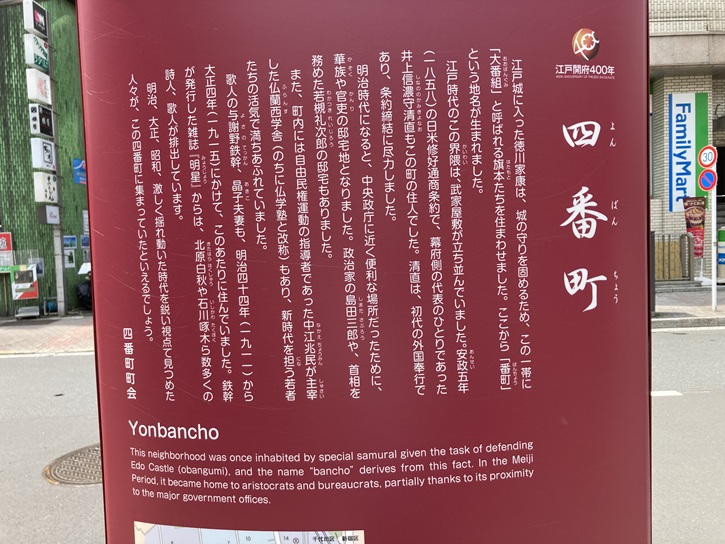 江戸開府400年
四番町
よん ばん ちょう
江戸城に入った徳川家康は、城の守りを固めるため、この一帯に
「大番組」と呼ばれる旗本たちを住まわせました。ここから「番町」
という地名が生まれました。
江戸時代のこの界隈は、武家屋敷が立ち並んでいました。安政五年
(一八五八)の日米修好通商条約で、幕府側の代表のひとりであった
井上信濃守清直もこの町の住人でした。清直は、初代の外国奉行で
あり、条約締結に尽力しました。
明治時代になると、中央政庁に近く便利な場所だったために、
華族や官吏の邸宅地となりました。政治家の島田三郎や、首相を
務めた若槻礼次郎の邸宅もありました。
また、町内には自由民権運動の指導者であった中江兆民が主宰
した仏蘭西学舎(のちに仏学塾と改称)もあり、新時代を担う若者
たちの活気で満ちあふれていました。
歌人の与謝野鉄幹、晶子夫妻も、明治四十四年(一九一一)から
大正四年(一九一五)にかけて、このあたりに住んでいました。鉄幹
が発行した雑誌『明星』からは、北原白秋や石川啄木ら数多くの
詩人、歌人が排出しています。
明治、大正、昭和、激しく揺れ動いた時代を鋭い視点で見つめた
人々が、この四番町に集まっていたといえるでしょう。
四番町町会
Yonbancho
This neighborhood was once inhabited by special samurai given the task of defending
Edo Castle (obangumi), and the name "bancho" derives from this fact. In the Meiji
Period, it became home to aristocrats and bureaucrats, partially thanks to its proximity
to the major government offices.
千代田区 新宿区
FamilyMart
30